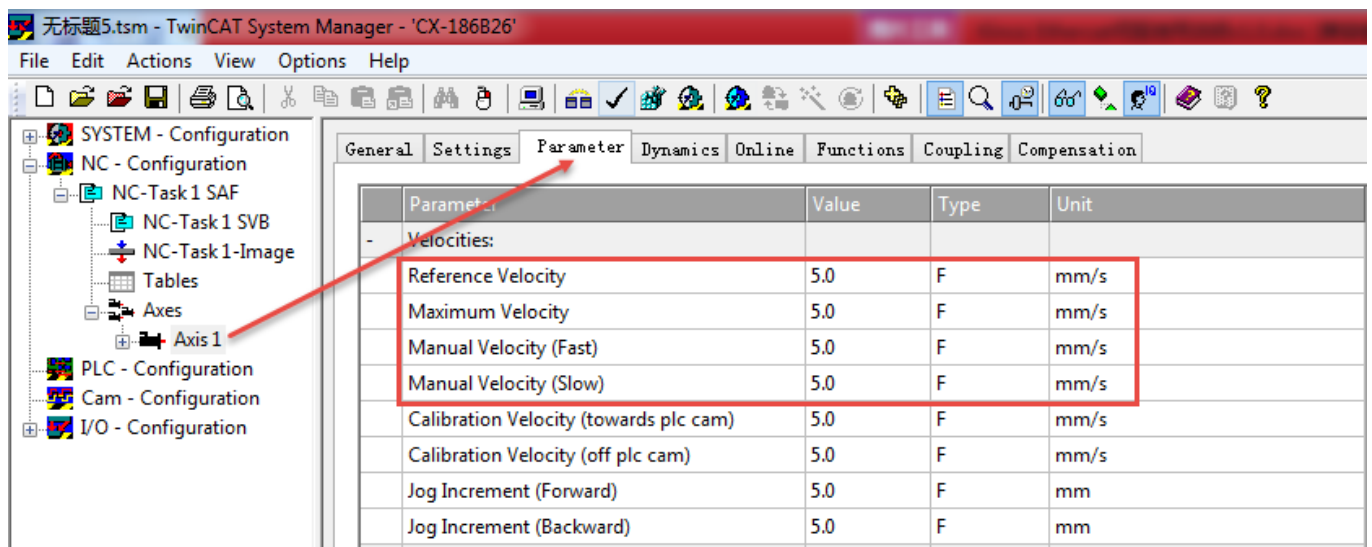 无标题5.tsm - TwinCAT System Manager - 'CX-186B26'
File Edit Actions View Options Help
SYSTEM - Configuration
NC - Configuration
NC-Task 1 SAF
NC-Task 1 SVB
NC-Task 1-Image
Tables
Axes
Axis 1
PLC - Configuration
Cam - Configuration
I/O - Configuration
General Settings Parameter Dynamics Online Functions Coupling Compensation
Parameter Value Type Unit
- Velocities:
Reference Velocity 5.0 F mm/s
Maximum Velocity 5.0 F mm/s
Manual Velocity (Fast) 5.0 F mm/s
Manual Velocity (Slow) 5.0 F mm/s
Calibration Velocity (towards plc cam) 5.0 F mm/s
Calibration Velocity (off plc cam) 5.0 F mm/s
Jog Increment (Forward) 5.0 F mm
Jog Increment (Backward) 5.0 F mm